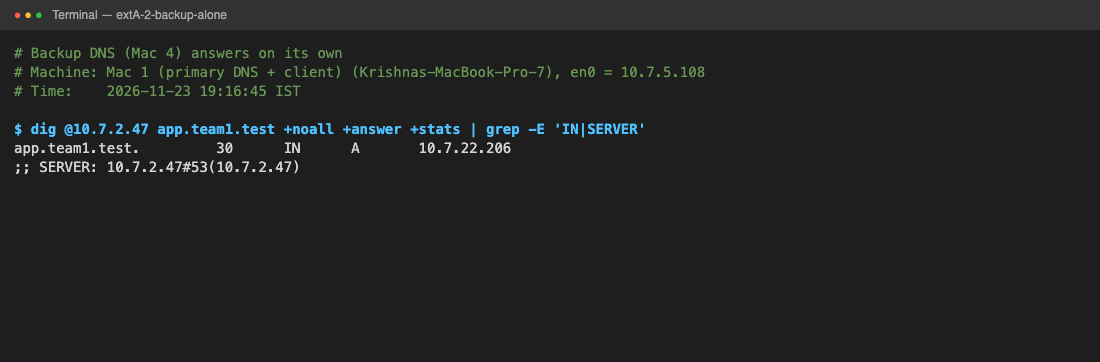 Terminal — extA-2-backup-alone
# Backup DNS (Mac 4) answers on its own
# Machine: Mac 1 (primary DNS + client) (Krishnas-MacBook-Pro-7), en0 = 10.7.5.108
# Time:    2026-11-23 19:16:45 IST
$ dig @10.7.2.47 app.team1.test +noall +answer +stats | grep -E 'IN|SERVER'
app.team1.test.         30      IN      A       10.7.22.206
;; SERVER: 10.7.2.47#53(10.7.2.47)